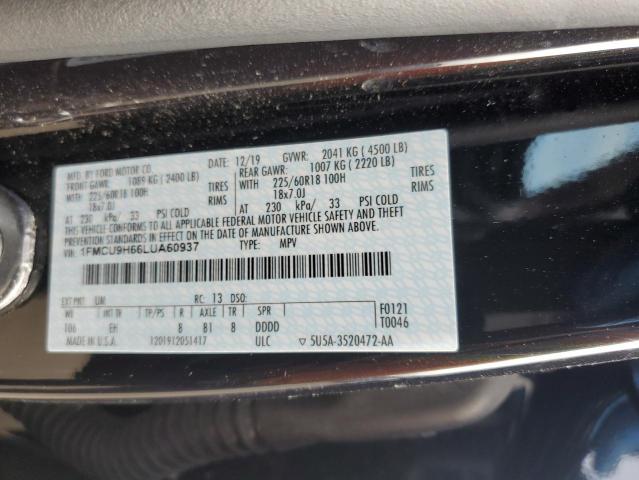 MFD. BY FORD MOTOR CO.
DATE: 12/19 GVWR: 2041 KG ( 4500 LB)
FRONT GAWR: 1089 KG ( 2400 LB) REAR GAWR: 1007 KG ( 2220 LB)
WITH 225/60R18 100H TIRES WITH 225/60R18 100H TIRES
18x7.0J RIMS 18x7.0J RIMS
AT 230 kPa/ 33 PSI COLD AT 230 kPa/ 33 PSI COLD
THIS VEHICLE CONFORMS TO ALL APPLICABLE FEDERAL MOTOR VEHICLE SAFETY AND THEFT
PREVENTION STANDARDS IN EFFECT ON THE DATE OF MANUFACTURE SHOWN ABOVE.
VIN: 1FMCU9H66LUA60937 TYPE: MPV
EXT PNT: UM RC: 13 DSO:
WB INT TR TP/PS R AXLE TR SPR
106 EH 8 B1 8 DDDD
F0121
T0046
MADE IN U.S.A. 1201912051417 ULC ▽ 5U5A-3520472-AA